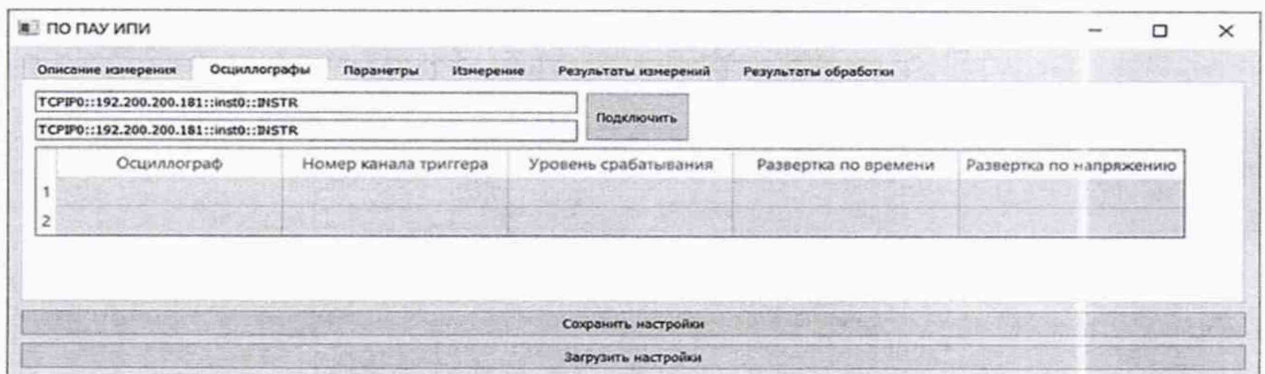 ПО ПАУ ИПИ
Описание измерения Осциллографы Параметры Измерение Результаты измерений Результаты обработки
TCPIP0::192.200.200.181::inst0::INSTR
Подключить
TCPIP0::192.200.200.181::inst0::INSTR
Осциллограф Номер канала триггера Уровень срабатывания Развертка по времени Развертка по напряжению
1
2
Сохранить настройки
Загрузить настройки